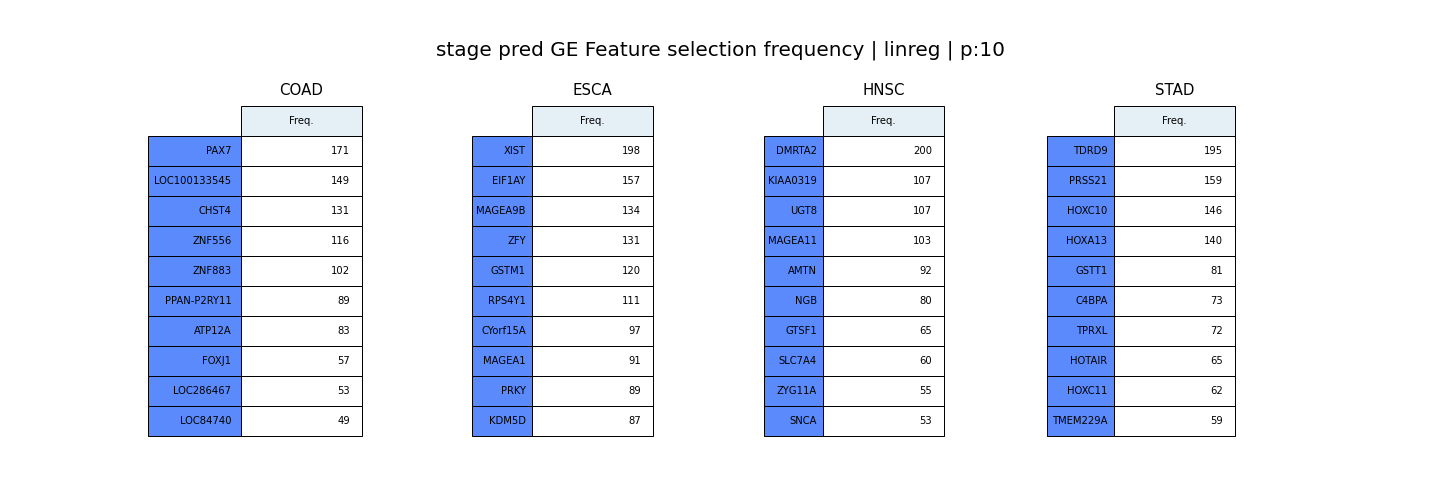 stage pred GE Feature selection frequency | linreg | p:10
COAD ESCA HNSC STAD
Freq. Freq. Freq. Freq.
PAX7 171 XIST 198 DMRTA2 200 TDRD9 195
LOC100133545 149 EIF1AY 157 KIAA0319 107 PRSS21 159
CHST4 131 MAGEA9B 134 UGT8 107 HOXC10 146
ZNF556 116 ZFY 131 MAGEA11 103 HOXA13 140
ZNF883 102 GSTM1 120 AMTN 92 GSTT1 81
PPAN-P2RY11 89 RPS4Y1 111 NGB 80 C4BPA 73
ATP12A 83 CYorf15A 97 GTSF1 65 TPRXL 72
FOXJ1 57 MAGEA1 91 SLC7A4 60 HOTAIR 65
LOC286467 53 PRKY 89 ZYG11A 55 HOXC11 62
LOC84740 49 KDM5D 87 SNCA 53 TMEM229A 59